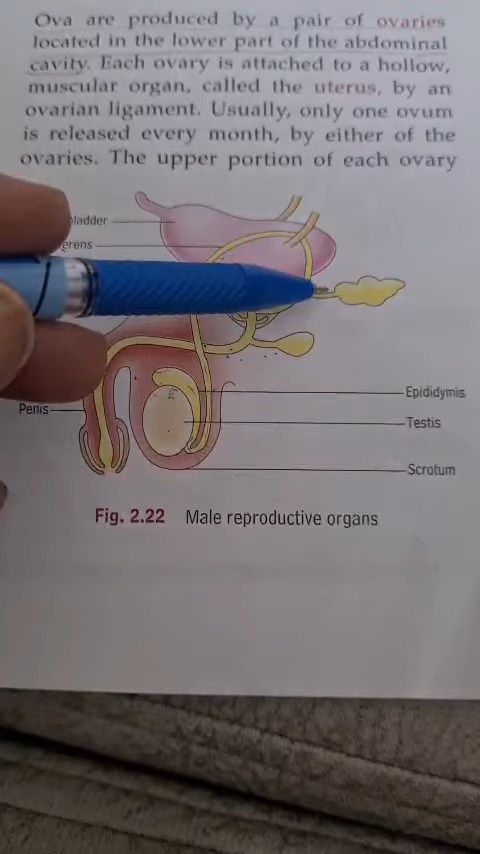 Ova are produced by a pair of ovaries
located in the lower part of the abdominal
cavity. Each ovary is attached to a hollow,
muscular organ, called the uterus, by an
ovarian ligament. Usually, only one ovum
is released every month, by either of the
ovaries. The upper portion of each ovary
ladder
erens
Epididymis
Penis
Testis
Scrotum
Fig. 2.22 Male reproductive organs